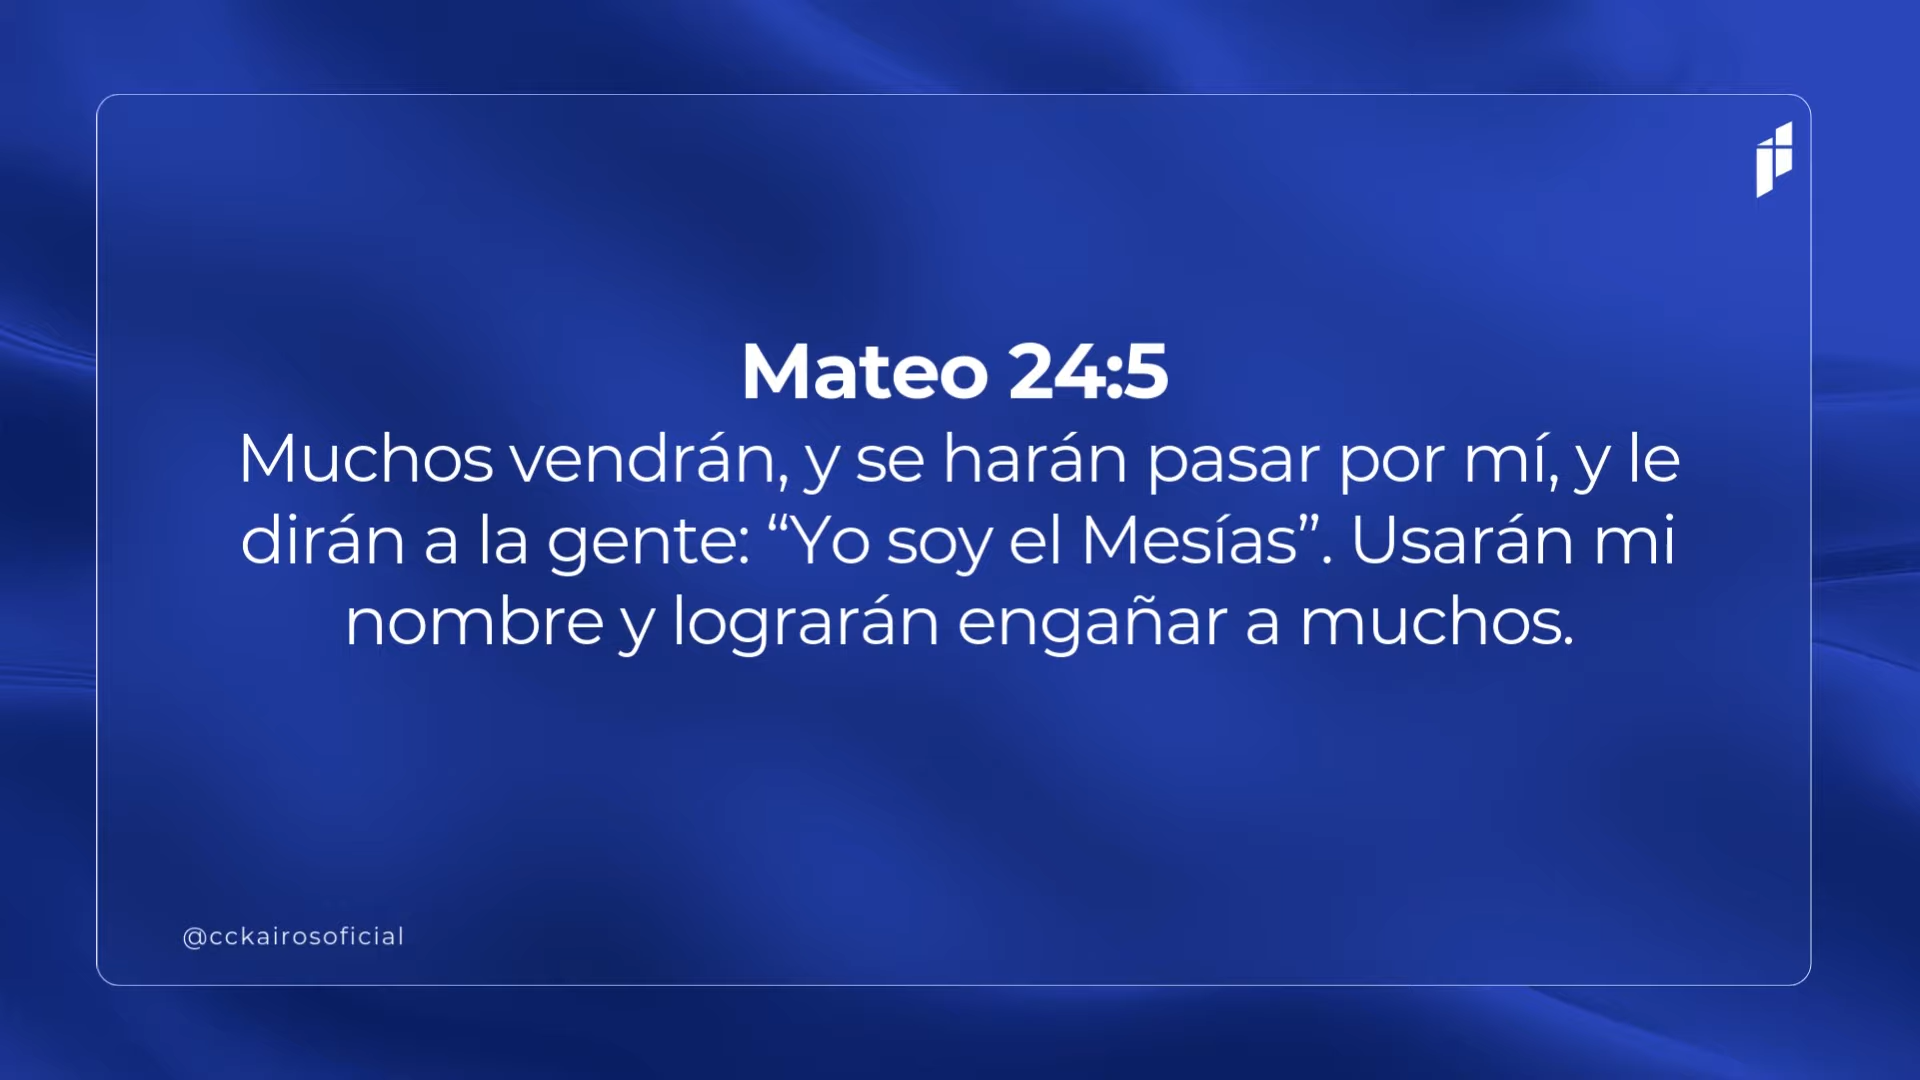 Mateo 24:5
Muchos vendrán, y se harán pasar por mí, y le
dirán a la gente: “Yo soy el Mesías”. Usarán mi
nombre y lograrán engañar a muchos.
@cckairosoficial